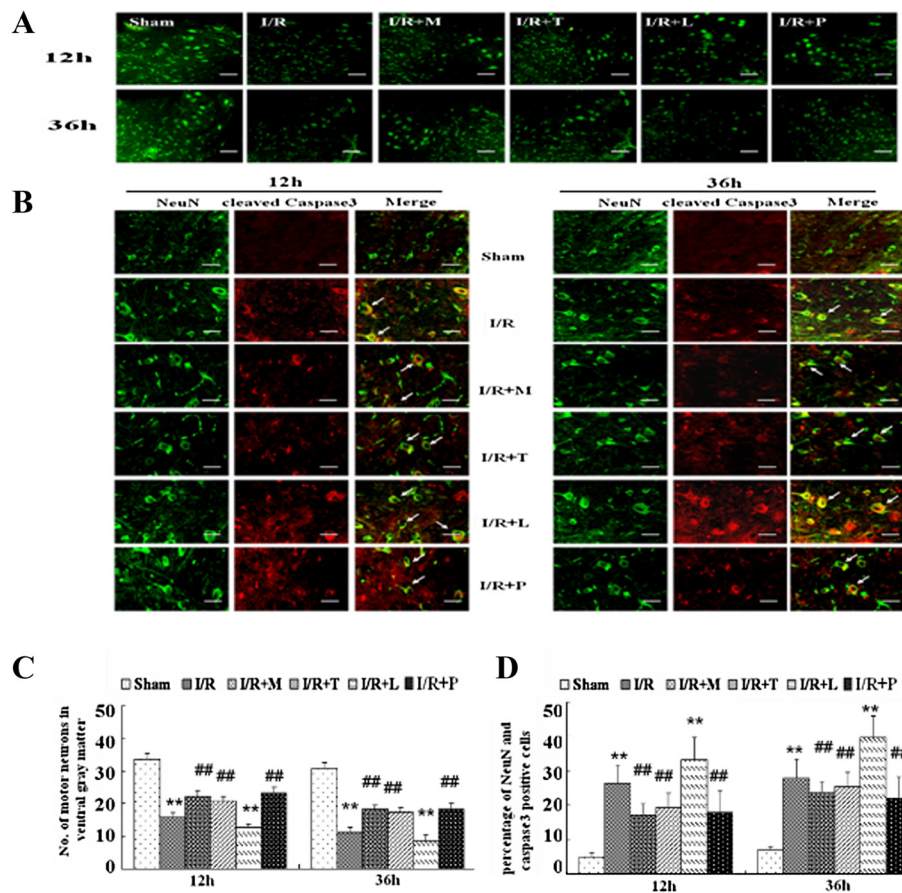 A
Sham I/R I/R+M I/R+T I/R+L I/R+P
12h
36h
B
12h 36h
NeuN cleaved Caspase3 Merge NeuN cleaved Caspase3 Merge
Sham
I/R
I/R+M
I/R+T
I/R+L
I/R+P
C
Sham I/R I/R+M I/R+T I/R+L I/R+P
No. of motor neurons in
ventral gray matter
50
40
30
20
10
0
** ## ## ** ##
** ## ## ** ##
12h 36h
D
Sham I/R I/R+M I/R+T I/R+L I/R+P
percentage of NeuN and
caspase3 positive cells
50
40
30
20
10
0
** ## ## ** ##
** ## ## ** ##
12h 36h